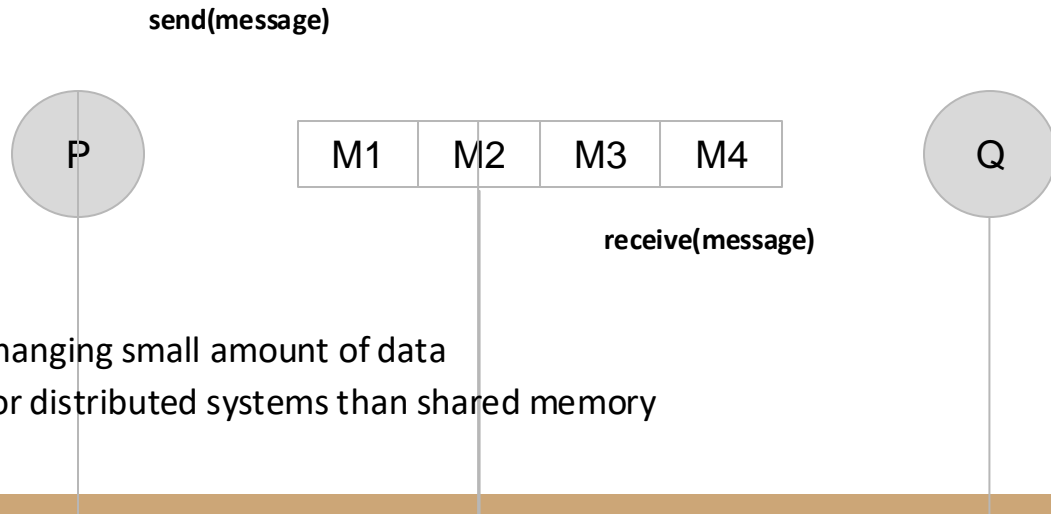 send(message)
P M1 M2 M3 M4 Q
receive(message)
hanging small amount of data
or distributed systems than shared memory